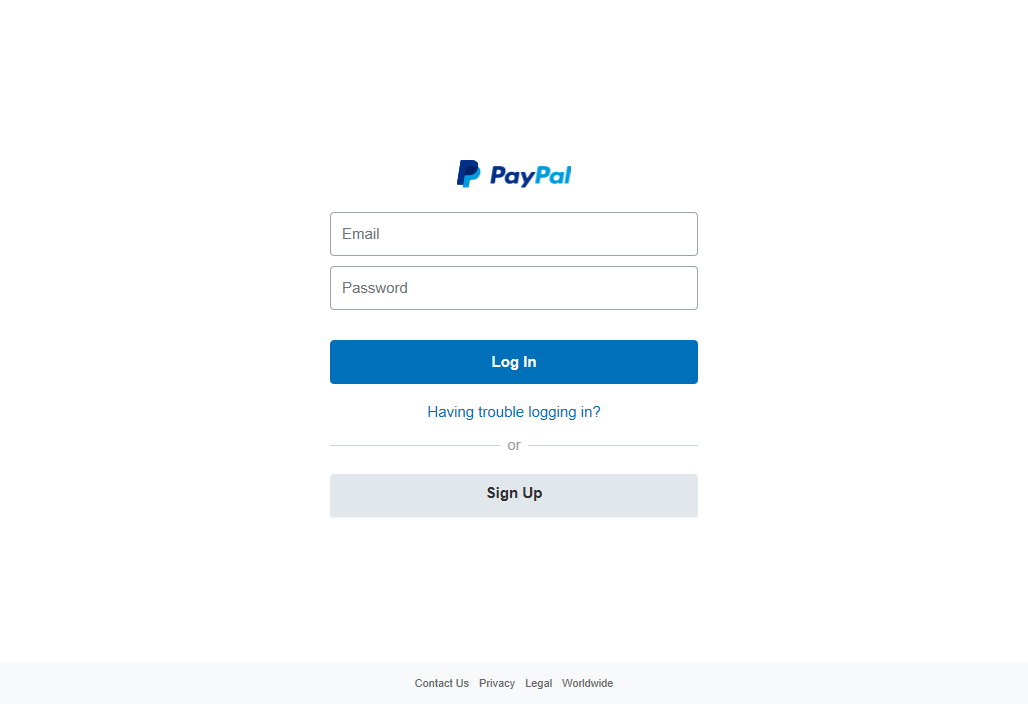 PayPal
Email
Password
Log In
Having trouble logging in?
or
Sign Up
Contact Us Privacy Legal Worldwide